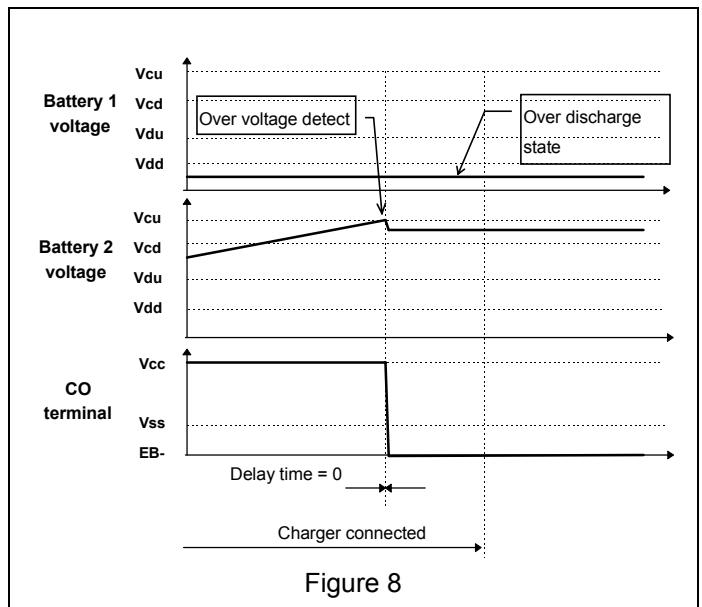 Battery 1
voltage
Vcu
Vcd
Vdu
Vdd
Over voltage detect
Over discharge
state
Battery 2
voltage
Vcu
Vcd
Vdu
Vdd
CO
terminal
Vcc
Vss
EB-
Delay time = 0
Charger connected
Figure 8